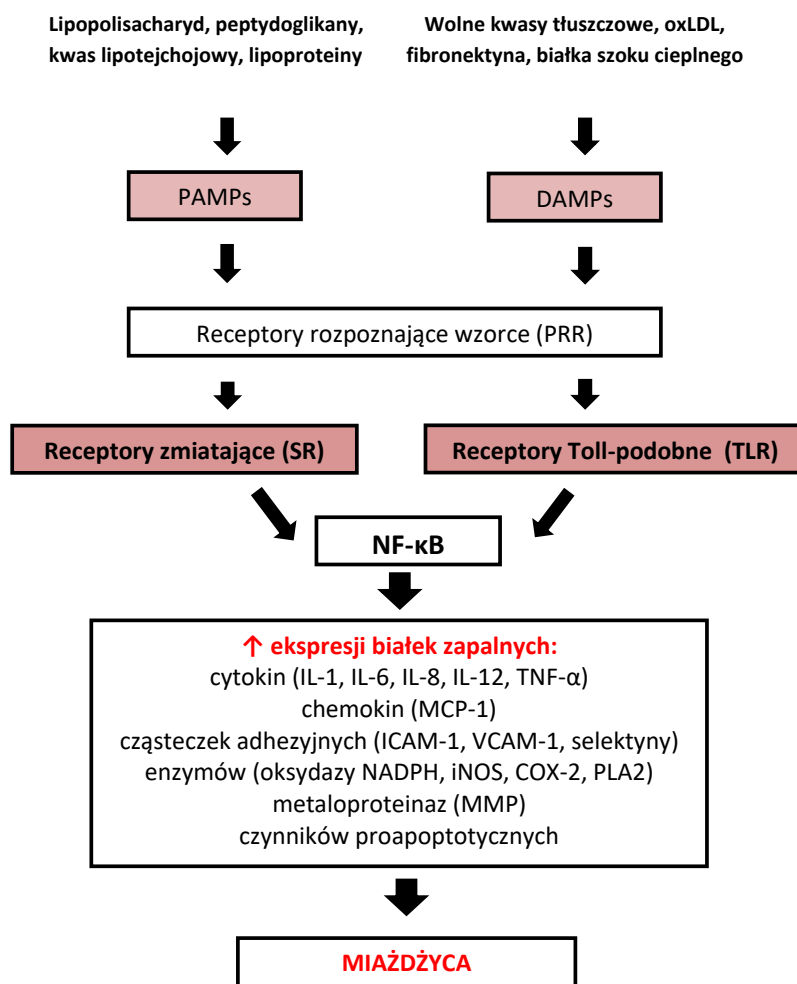 Lipopolisacharyd, peptydoglikany,
kwas lipotejchojowy, lipoproteiny
Wolne kwasy tłuszczowe, oxLDL,
fibronektyna, białka szoku cieplnego
PAMPs
DAMPs
Receptory rozpoznające wzorce (PRR)
Receptory zmiatające (SR)
Receptory Toll-podobne (TLR)
NF-κB
↑ ekspresji białek zapalnych:
cytokin (IL-1, IL-6, IL-8, IL-12, TNF-α)
chemokin (MCP-1)
cząsteczek adhezyjnych (ICAM-1, VCAM-1, selektyny)
enzymów (oksydazy NADPH, iNOS, COX-2, PLA2)
metaloproteinaz (MMP)
czynników proapoptotycznych
MIAŻDŻYCA